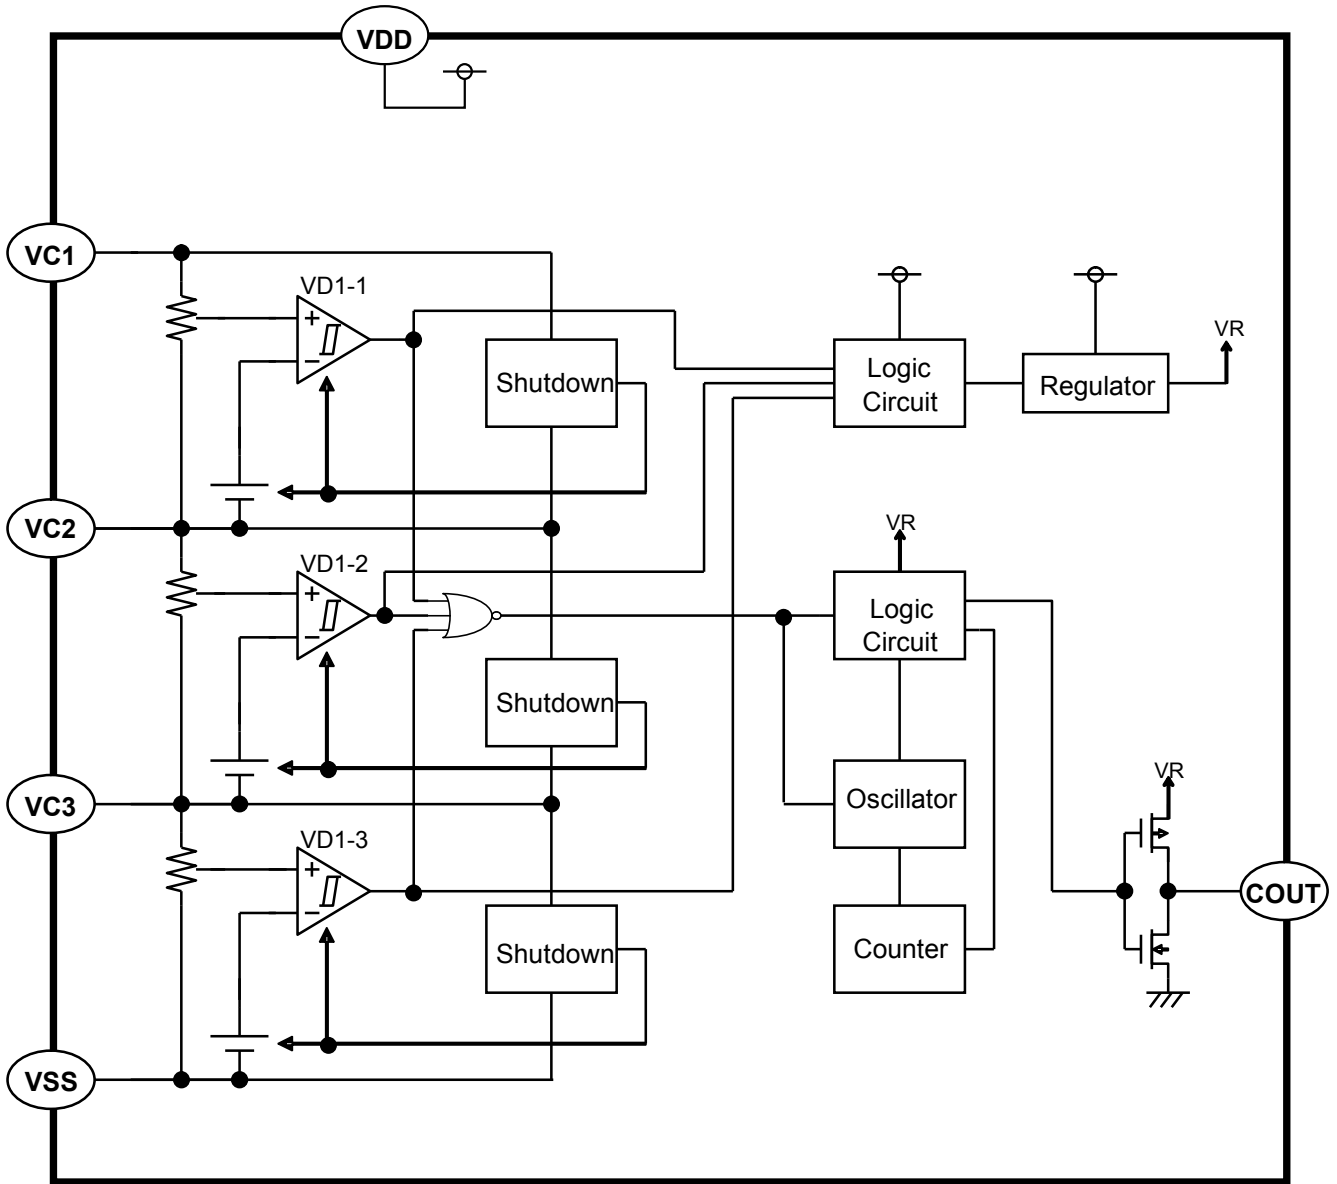 VDD
VC1
VD1-1
+
−
Shutdown
Logic
Circuit
Regulator
VR
VC2
VD1-2
+
−
Shutdown
VR
Logic
Circuit
Oscillator
Counter
VC3
VD1-3
+
−
Shutdown
VR
COUT
VSS